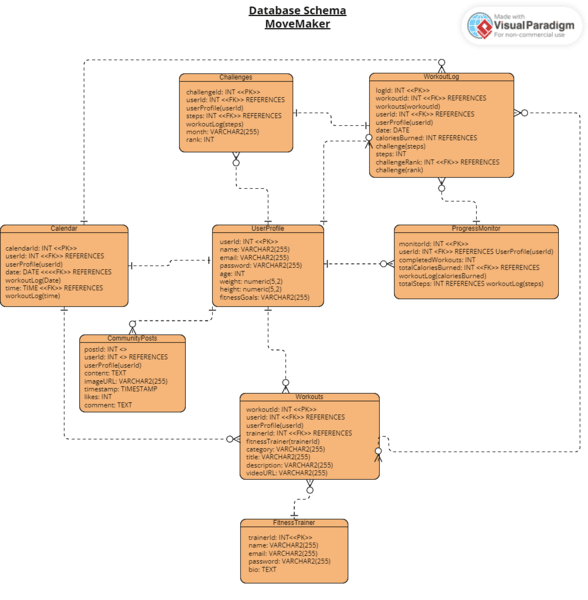 Database Schema
MoveMaker
Made with
Visual Paradigm
For non-commercial use
Challenges
challengeId: INT <<PK>>
userId: INT <<FK>> REFERENCES
userProfile(userId)
steps: INT <<FK>> REFERENCES
workoutLog(steps)
month: VARCHAR2(255)
rank: INT
WorkoutLog
logId: INT <<PK>>
workoutId: INT <<FK>> REFERENCES
workouts(workoutId)
userId: INT <<FK>> REFERENCES
userProfile(userId)
date: DATE
caloriesBurned: INT REFERENCES
challenge(steps)
steps: INT
challengeRank: INT <<FK>> REFERENCES
challenge(rank)
Calendar
calendarId: INT <<PK>>
userId: INT <<FK>> REFERENCES
userProfile(userId)
date: DATE <<<<FK>> REFERENCES
workoutLog(Date)
time: TIME <<FK>> REFERENCES
workoutLog(time)
UserProfile
userId: INT <<PK>>
name: VARCHAR2(255)
email: VARCHAR2(255)
password: VARCHAR2(255)
age: INT
weight: numeric(5,2)
height: numeric(5,2)
fitnessGoals: VARCHAR2(255)
ProgressMonitor
monitorId: INT <<PK>>
userId: INT <FK>> REFERENCES UserProfile(userId)
completedWorkouts: INT
totalCaloriesBurned: INT <<FK>> REFERENCES
workoutLog(caloriesBurned)
totalSteps: INT REFERENCES workoutLog(steps)
CommunityPosts
postId: INT <>
userId: INT <> REFERENCES
userProfile(userId)
content: TEXT
imageURL: VARCHAR2(255)
timestamp: TIMESTAMP
likes: INT
comment: TEXT
Workouts
workoutId: INT <<PK>>
userId: INT <<FK>> REFERENCES
userProfile(userId)
trainerId: INT <<FK>> REFERENCES
fitnessTrainer(trainerId)
category: VARCHAR2(255)
title: VARCHAR2(255)
description: VARCHAR2(255)
videoURL: VARCHAR2(255)
FitnessTrainer
trainerId: INT<<PK>>
name: VARCHAR2(255)
email: VARCHAR2(255)
password: VARCHAR2(255)
bio: TEXT